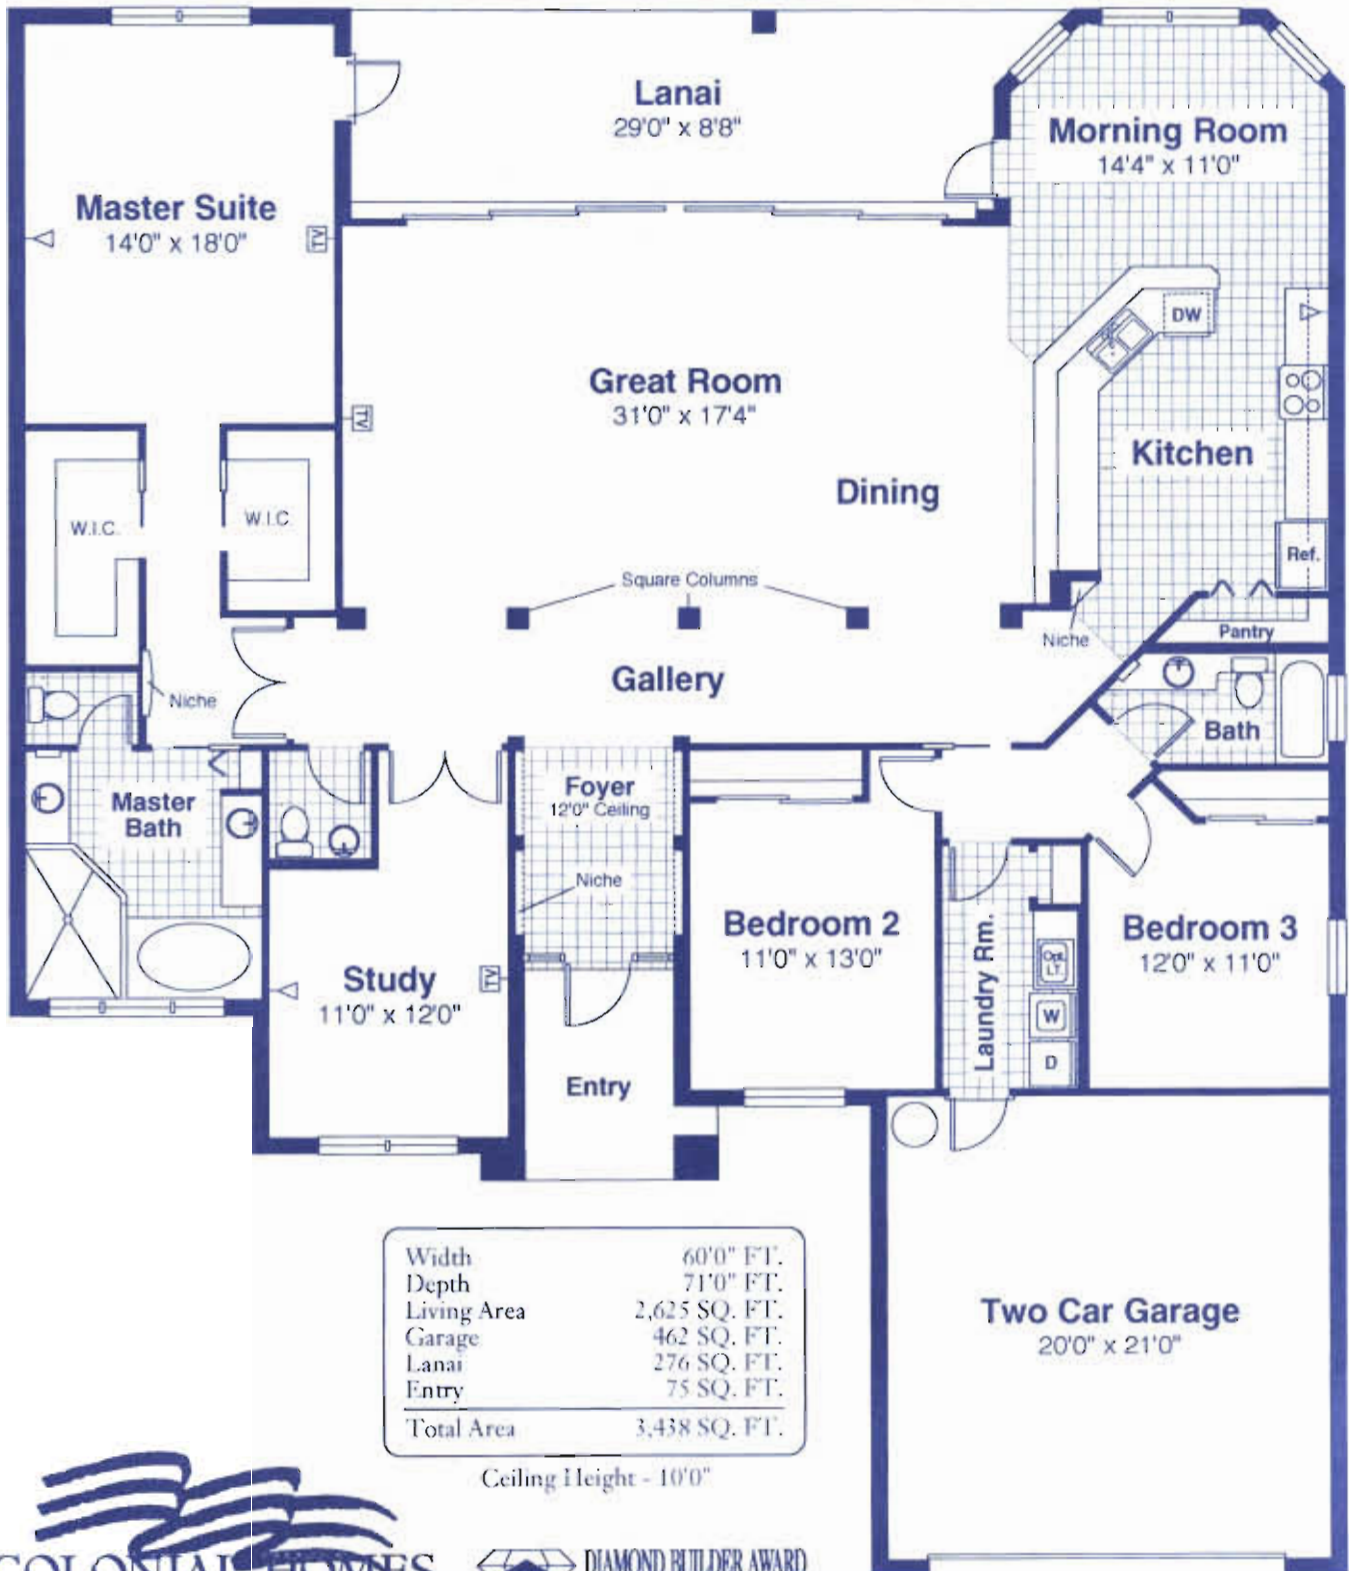 Lanai
29'0" x 8'8"
Morning Room
14'4" x 11'0"
Master Suite
14'0" x 18'0"
TV
DW
Great Room
31'0" x 17'4"
TV
Kitchen
Dining
W.I.C.
W.I.C
Ref.
Square Columns
Niche
Pantry
Gallery
Niche
Bath
Foyer
12'0" Ceiling
Master
Bath
Niche
Bedroom 2
11'0" x 13'0"
Laundry Rm.
Opt.
L.T.
W
D
Bedroom 3
12'0" x 11'0"
Study
11'0" x 12'0"
TV
Entry
Width 60'0" FT.
Depth 71'0" FT.
Living Area 2,625 SQ. FT.
Garage 462 SQ. FT.
Lanai 276 SQ. FT.
Entry 75 SQ. FT.
Total Area 3,438 SQ. FT.
Ceiling Height - 10'0"
Two Car Garage
20'0" x 21'0"
COLONIAL HOMES
DIAMOND BUILDER AWARD